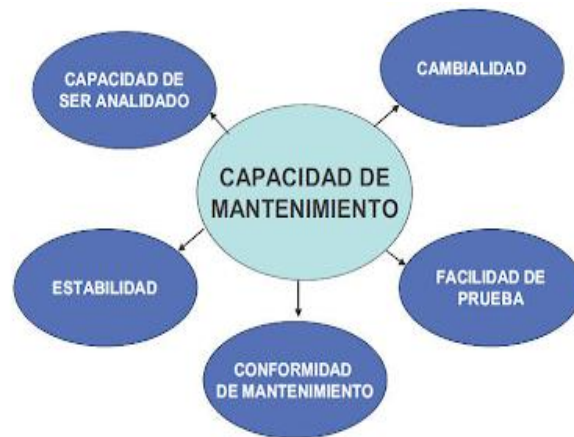 CAPACIDAD DE
SER ANALIDADO
CAMBIALIDAD
CAPACIDAD DE
MANTENIMIENTO
ESTABILIDAD
FACILIDAD DE
PRUEBA
CONFORMIDAD
DE MANTENIMIENTO